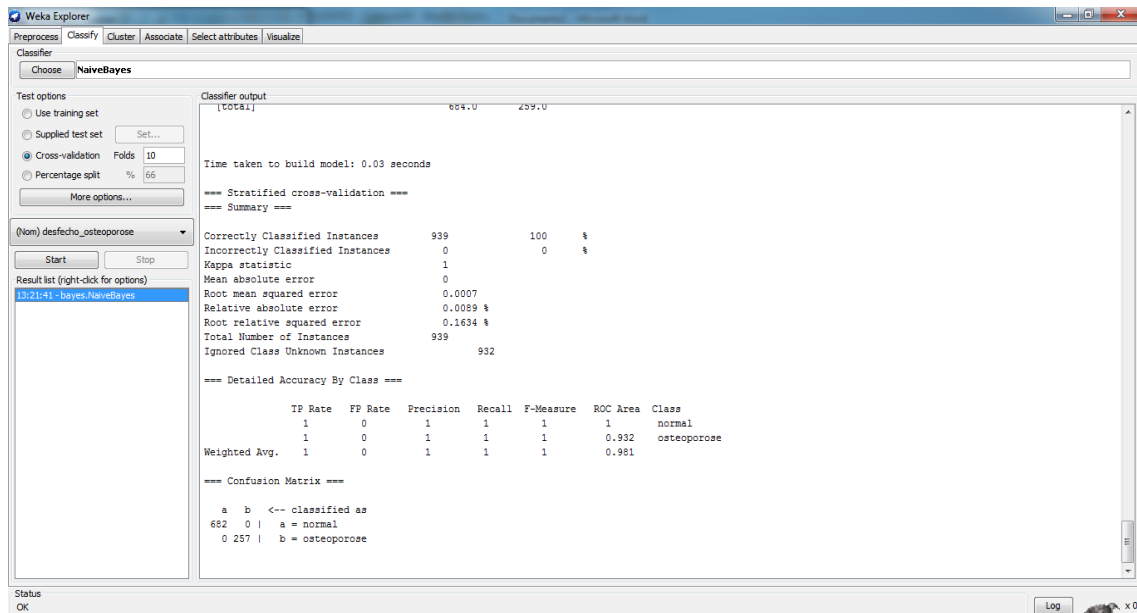 Weka Explorer
Preprocess Classify Cluster Associate Select attributes Visualize
Classifier
Choose NaiveBayes
Test options
Use training set
Supplied test set Set...
Cross-validation Folds 10
Percentage split % 66
More options...
(Nom) desfecho_osteoporose
Start Stop
Result list (right-click for options)
13:21:41 - bayes.NaiveBayes
Classifier output
[total] 684.0 259.0
Time taken to build model: 0.03 seconds
=== Stratified cross-validation ===
=== Summary ===
Correctly Classified Instances 939 100 %
Incorrectly Classified Instances 0 0 %
Kappa statistic 1
Mean absolute error 0
Root mean squared error 0.0007
Relative absolute error 0.0089 %
Root relative squared error 0.1634 %
Total Number of Instances 939
Ignored Class Unknown Instances 932
=== Detailed Accuracy By Class ===
TP Rate FP Rate Precision Recall F-Measure ROC Area Class
1 0 1 1 1 1 normal
1 0 1 1 1 0.932 osteoporose
Weighted Avg. 1 0 1 1 1 0.981
=== Confusion Matrix ===
a b <-- classified as
682 0 | a = normal
0 257 | b = osteoporose
Status
OK
Log
x 0